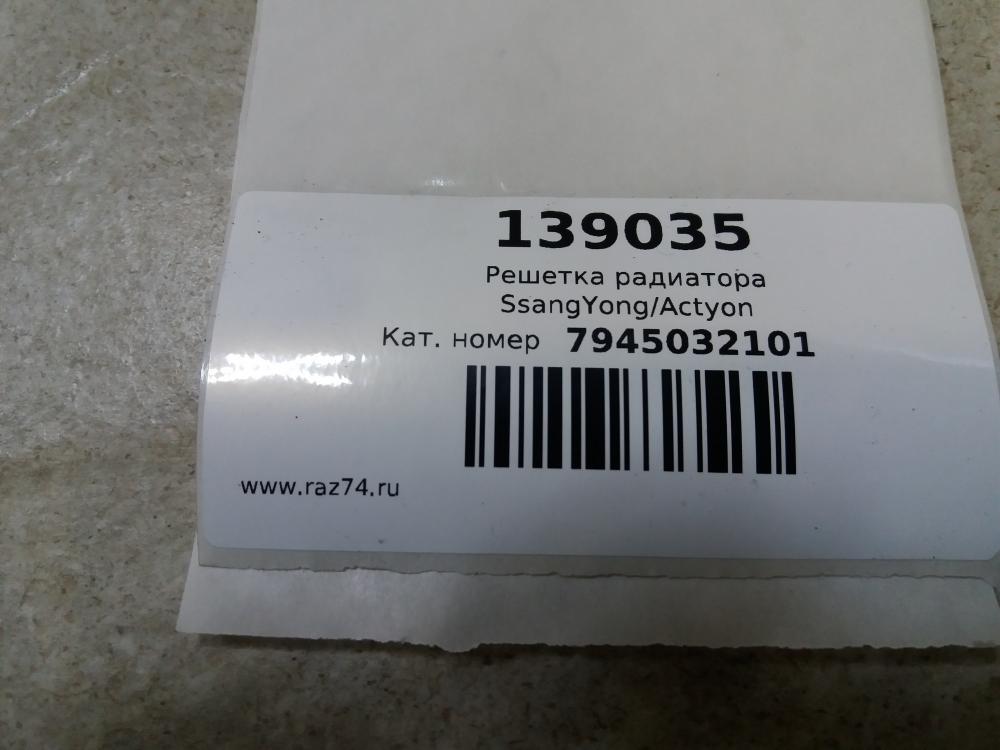 139035
Решетка радиатора
SsangYong/Actyon
Кат. номер 7945032101
www.raz74.ru